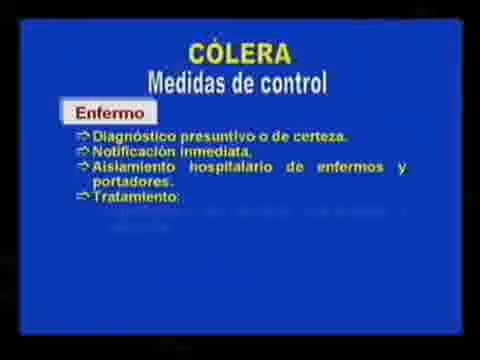 CÓLERA
Medidas de control
Enfermo
⇨Diagnóstico presuntivo o de certeza.
⇨Notificación inmediata,
⇨Aislamiento hospitalario de enfermos y
portadores.
⇨Tratamiento: